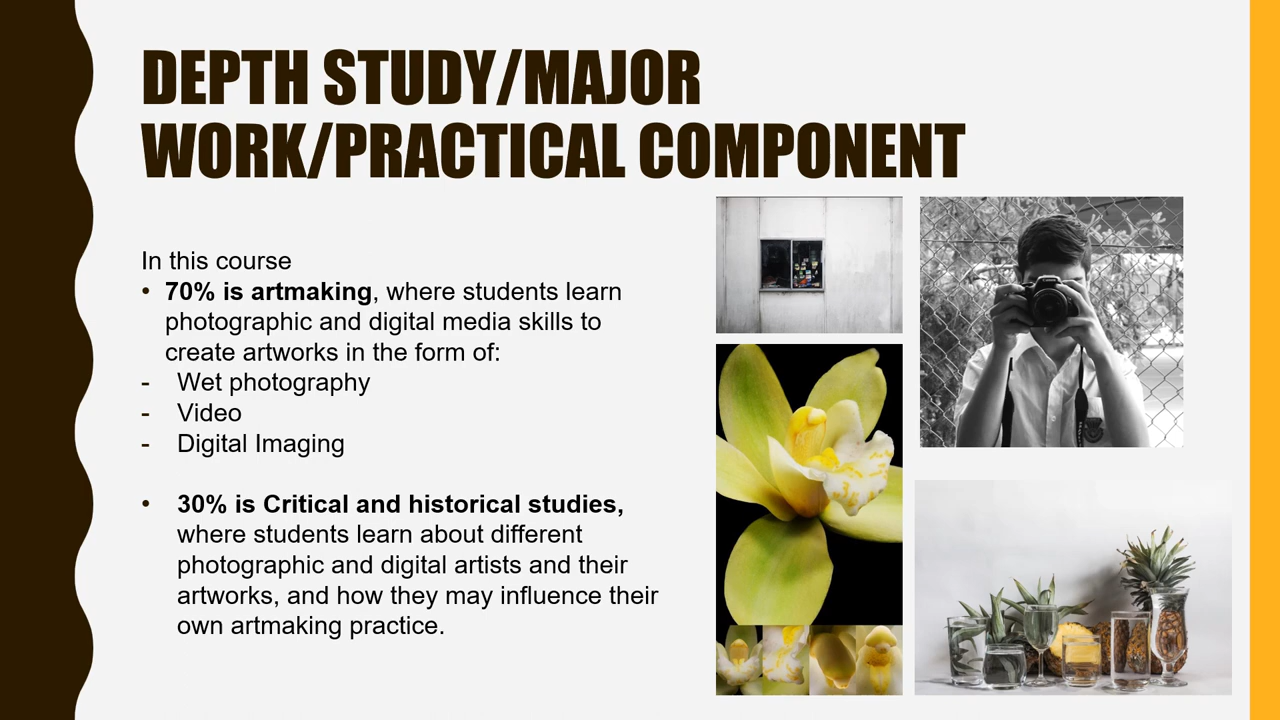 DEPTH STUDY/MAJOR
WORK/PRACTICAL COMPONENT
In this course
• 70% is artmaking, where students learn
photographic and digital media skills to
create artworks in the form of:
- Wet photography
- Video
- Digital Imaging
• 30% is Critical and historical studies,
where students learn about different
photographic and digital artists and their
artworks, and how they may influence their
own artmaking practice.